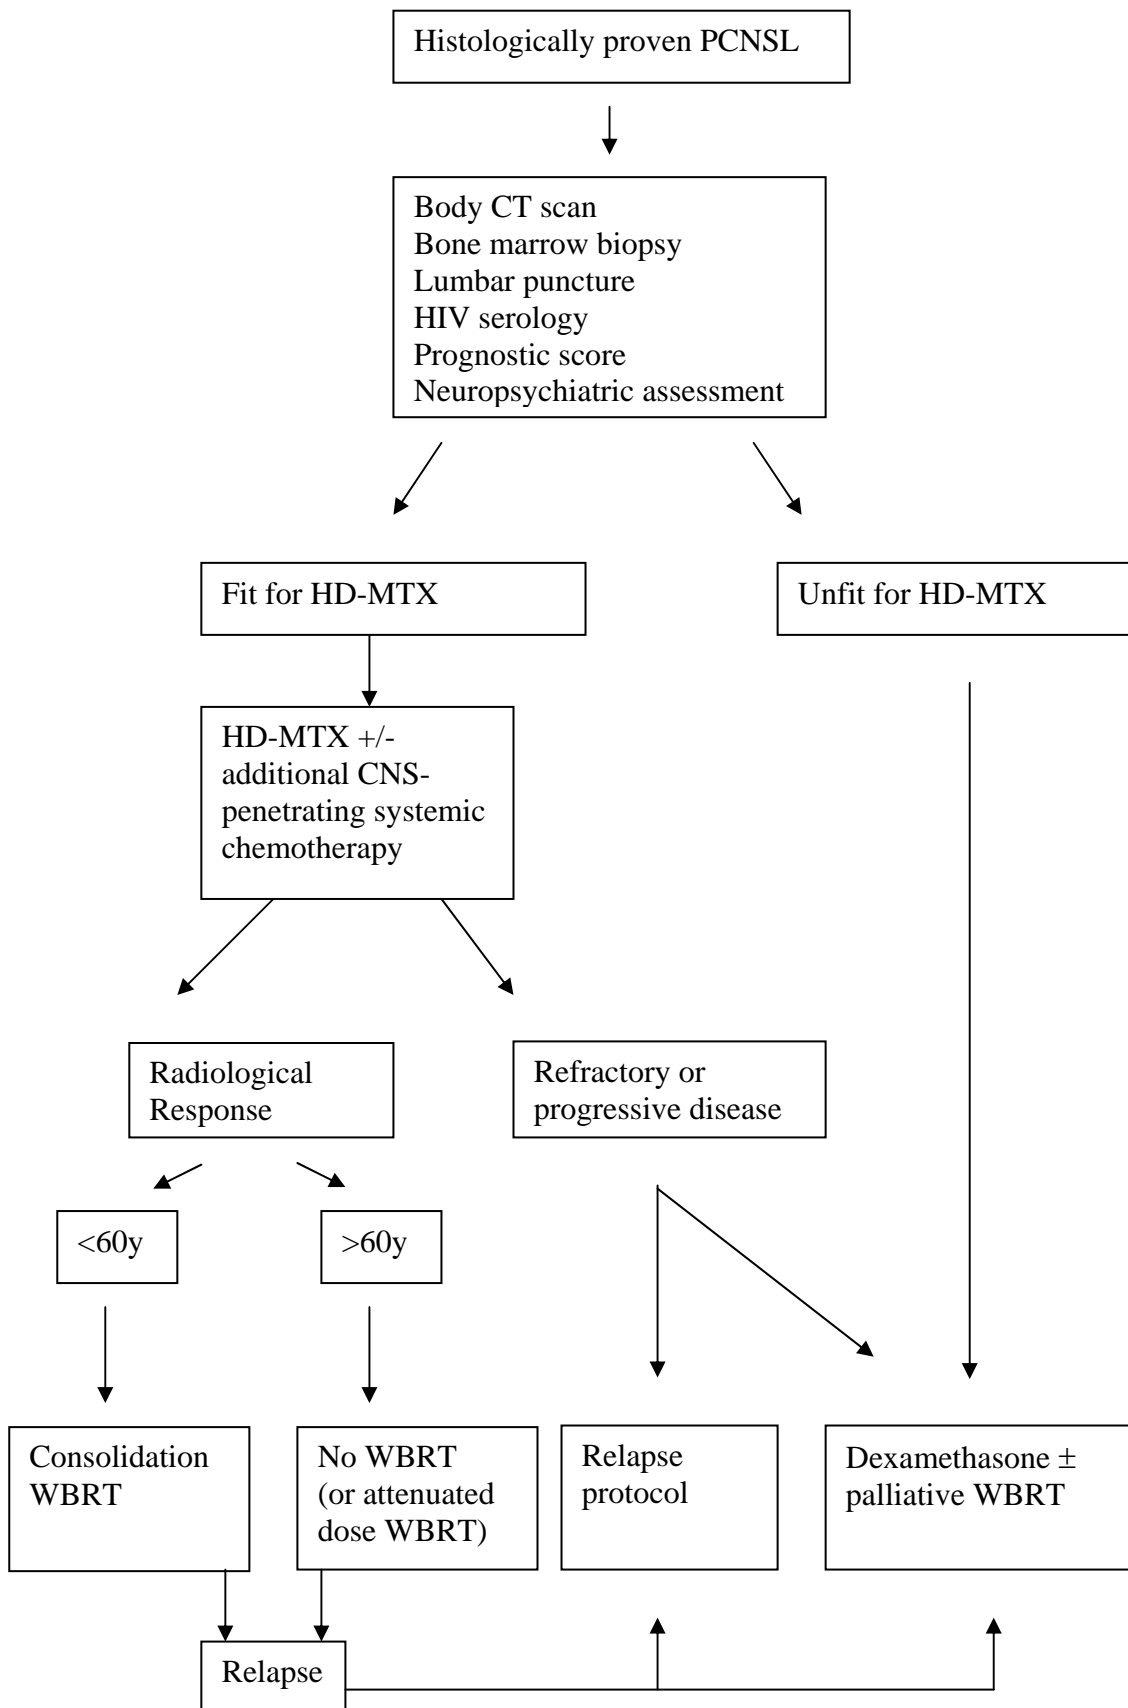 Histologically proven PCNSL
Body CT scan
Bone marrow biopsy
Lumbar puncture
HIV serology
Prognostic score
Neuropsychiatric assessment
Fit for HD-MTX
Unfit for HD-MTX
HD-MTX +/-
additional CNS-
penetrating systemic
chemotherapy
Radiological
Response
Refractory or
progressive disease
<60y
>60y
Consolidation
WBRT
No WBRT
(or attenuated
dose WBRT)
Relapse
protocol
Dexamethasone ±
palliative WBRT
Relapse